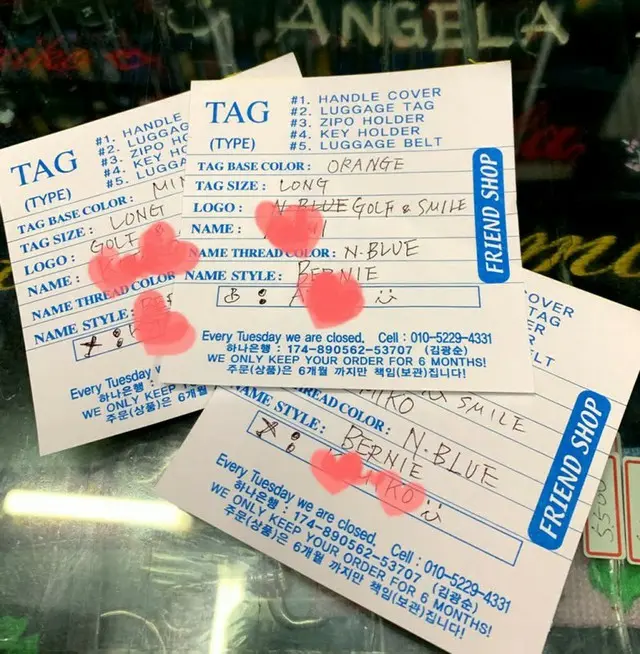 ANGELA
TAG
(TYPE)
#1. HANDLE COVER
#2. LUGGAGE TAG
#3. ZIPO HOLDER
#4. KEY HOLDER
#5. LUGGAGE BELT
TAG BASE COLOR : ORANGE
TAG SIZE : LONG
LOGO : N.BLUE GOLF & SMILE
NAME :
NAME THREAD COLOR : N.BLUE
NAME STYLE : BERNIE
FRIEND SHOP
Every Tuesday we are closed. Cell : 010-5229-4331
하나은행 : 174-890562-53707 (김광순)
WE ONLY KEEP YOUR ORDER FOR 6 MONTHS!
주문(상품)은 6개월 까지만 책임(보관)집니다!
TAG
(TYPE)
#1. HANDLE
#2. LUGGAGE
#3. ZIPO
#4. KEY
#5. LUGGA
TAG BASE COLOR :
TAG SIZE : LONG
LOGO : GOLF &
NAME :
NAME THREAD COLOR
NAME STYLE :
Every Tuesday w
하나은행 : 174-8905
WE ONLY KEEP
주문(상품)은 6
COVER
TAG
BELT
SMILE
MIKO
THREAD COLOR : N.BLUE
NAME STYLE : BERNIE
FRIEND SHOP
Every Tuesday we are closed. Cell : 010-5229-4331
하나은행 : 174-890562-53707 (김광순)
WE ONLY KEEP YOUR ORDER FOR 6 MONTHS!
주문(상품)은 6개월 까지만 책임(보관)집니다!